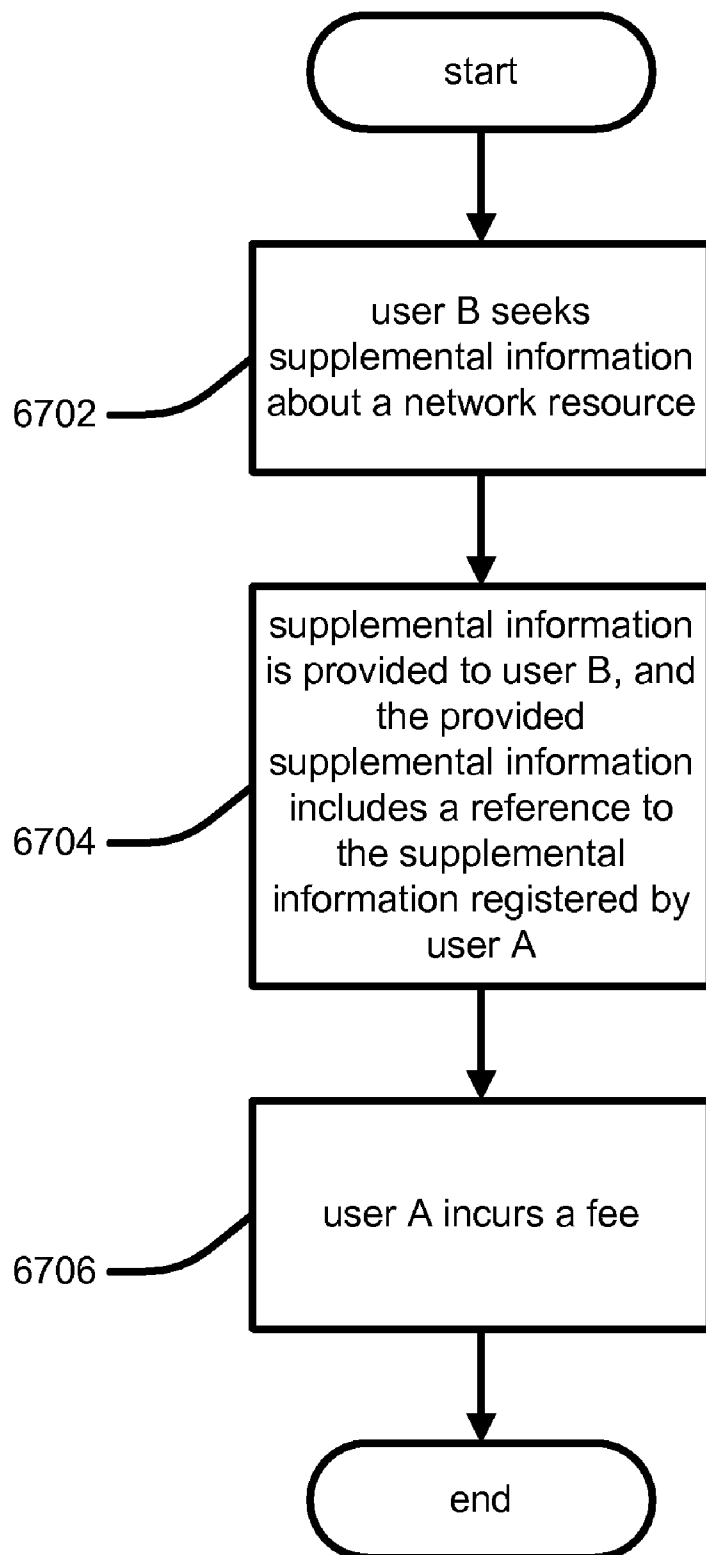 start
user B seeks
supplemental information
about a network resource
6702
supplemental information
is provided to user B, and
the provided
supplemental information
includes a reference to
the supplemental
information registered by
user A
6704
user A incurs a fee
6706
end